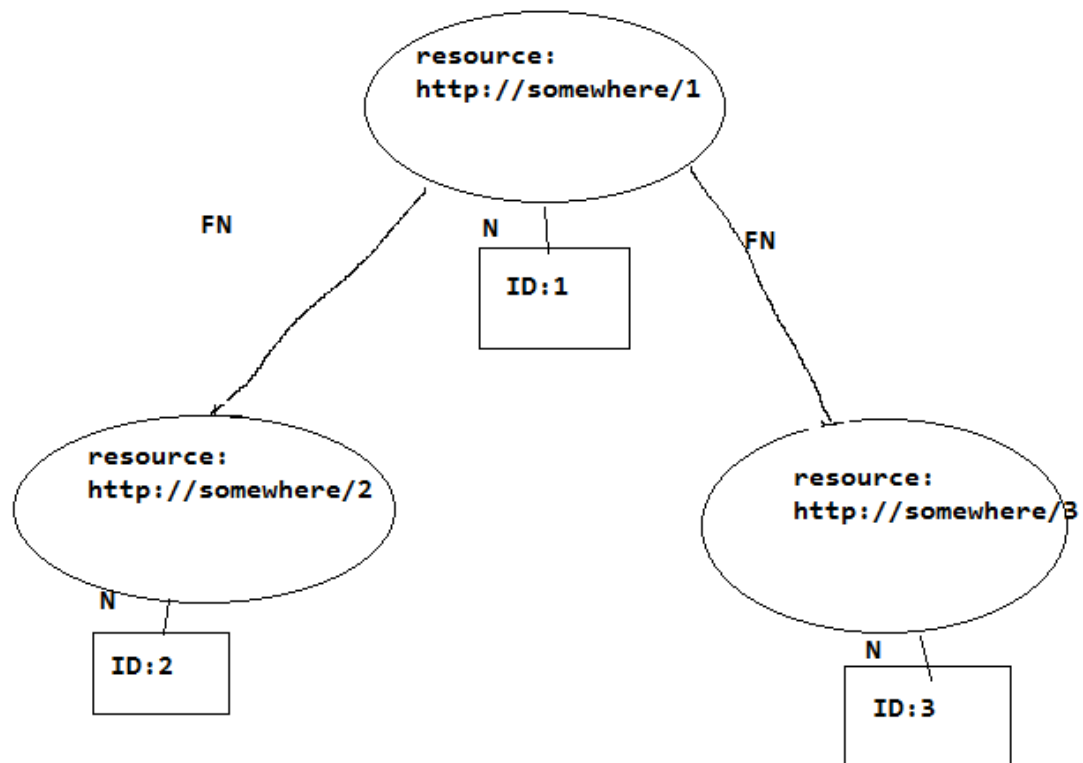 resource:
http://somewhere/1
FN
N
FN
ID:1
resource:
http://somewhere/2
resource:
http://somewhere/3
N
ID:2
N
ID:3